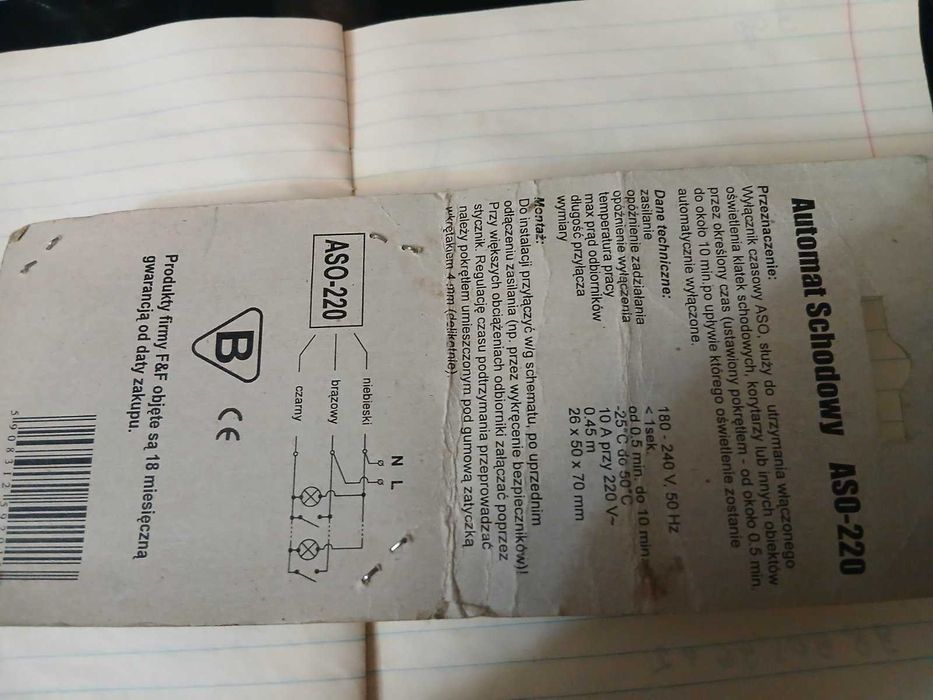 Automat Schodowy ASO-220
Przeznaczenie:
Wyłącznik czasowy ASO, służy do utrzymania włączonego
oświetlenia klatek schodowych, korytarzy lub innych obiektów
przez określony czas (ustawiony pokrętłem - od około 0.5 min.
do około 10 min.po upływie którego oświetlenie zostanie
automatycznie wyłączone.
Dane techniczne:
zasilanie 180 - 240 V. 50 Hz
opóźnienie zadziałania < 1sek.
opóźnienie wyłączenia od 0,5 min. do 10 min.
temperatura pracy -25°C do 50°C
max prąd odbiorników 10 A przy 220 V~
długość przyłącza 0.45 m
wymiary 26 x 50 x 70 mm
Montaż:
Do instalacji przyłączyć w/g schematu, po uprzednim
odłączeniu zasilania (np. przez wykręcenie bezpieczników)!
Przy większych obciążeniach odbiorniki załączać poprzez
stycznik. Regulację czasu podtrzymania przeprowadzać
należy pokrętłem umieszczonym pod gumową zatyczką
wkrętakiem 4 mm (delikatnie).
ASO-220
niebieski
brązowy
czarny
N
L
B
CE
Produkty firmy F&F objęte są 18 miesięczną
gwarancją od daty zakupu.